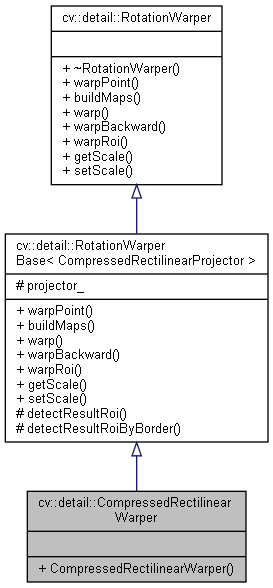 cv::detail::RotationWarper
+ ~RotationWarper()
+ warpPoint()
+ buildMaps()
+ warp()
+ warpBackward()
+ warpRoi()
+ getScale()
+ setScale()
cv::detail::RotationWarper
Base< CompressedRectilinearProjector >
# projector_
+ warpPoint()
+ buildMaps()
+ warp()
+ warpBackward()
+ warpRoi()
+ getScale()
+ setScale()
# detectResultRoi()
# detectResultRoiByBorder()
cv::detail::CompressedRectilinear
Warper
+ CompressedRectilinearWarper()